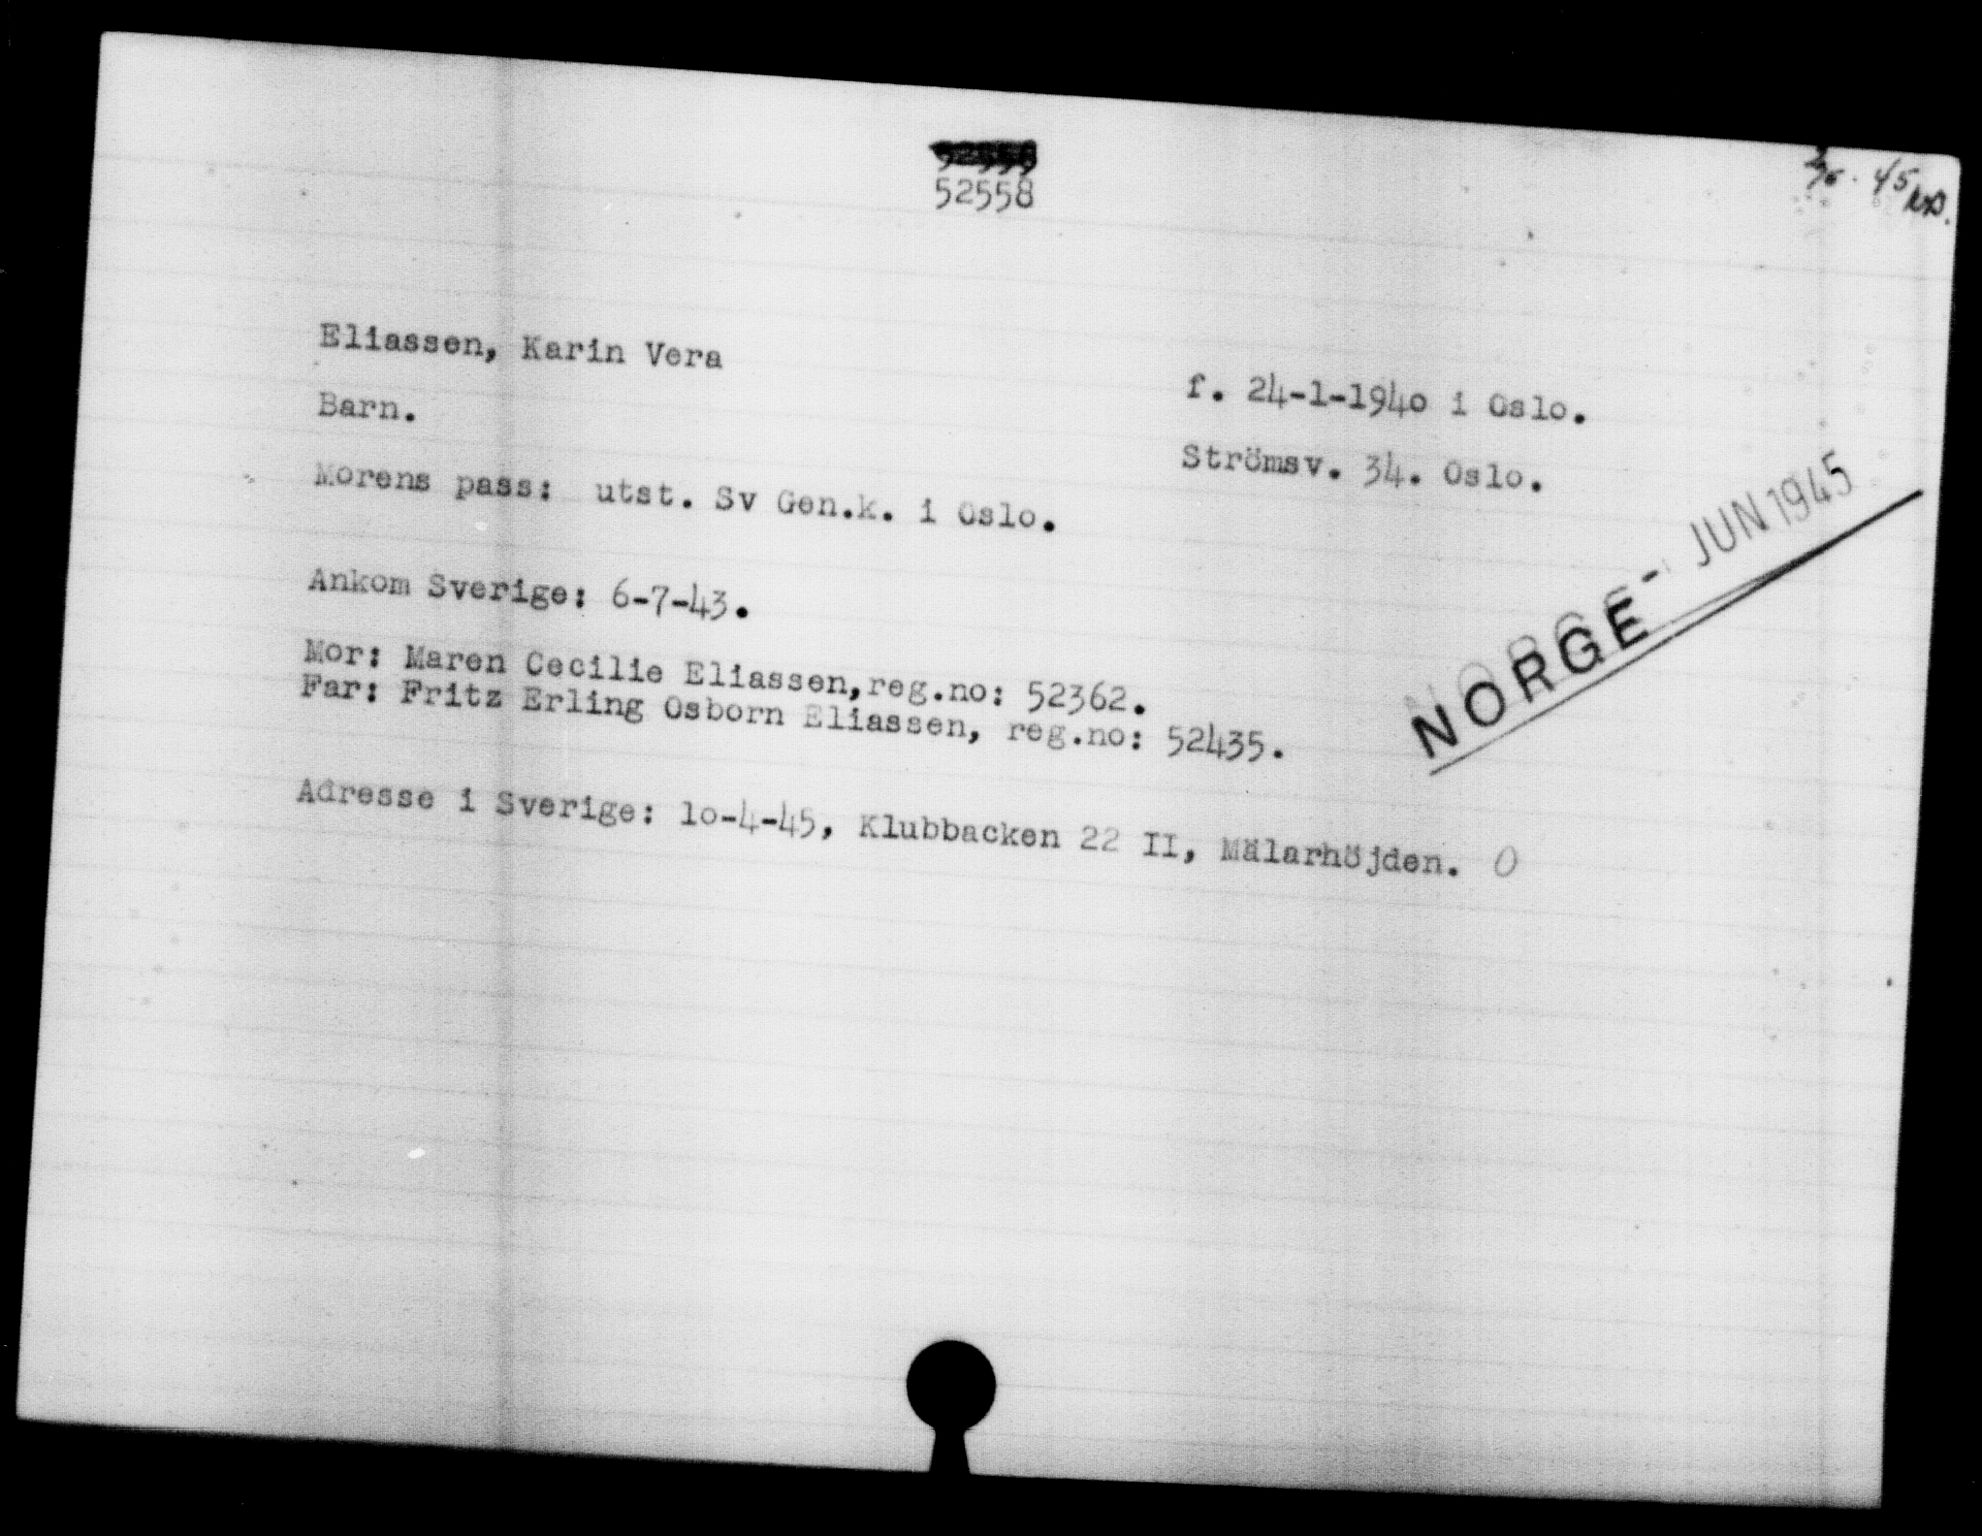 52558
45
Eliassen, Karin Vera
f. 24-1-1940 i Oslo.
Barn.
Strömsv. 34. Oslo.
Morens pass: utst. Sv Gen.k. i Oslo.
NORGE - JUN 1945
Ankom Sverige: 6-7-43.
Mor: Maren Cecilie Eliassen,reg.no: 52362.
Far: Fritz Erling Osborn Eliassen, reg.no: 52435.
Adresse i Sverige: 10-4-45, Klubbacken 22 II, Mälarhöjden. O